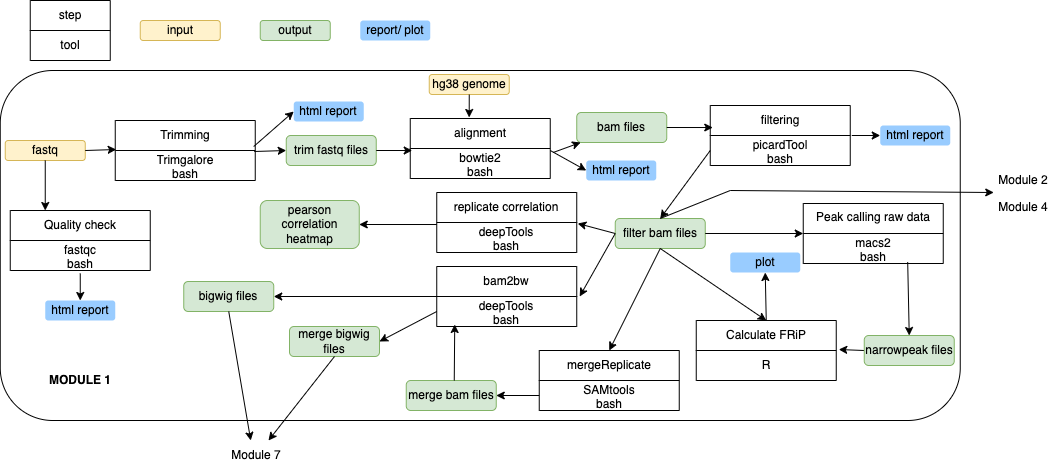 step
tool
input
output
report/ plot
hg38 genome
html report
fastq
Trimming
Trimgalore
bash
trim fastq files
alignment
bowtie2
bash
bam files
html report
filtering
picardTool
bash
html report
Module 2
Module 4
Quality check
fastqc
bash
html report
pearson
correlation
heatmap
replicate correlation
deepTools
bash
filter bam files
Peak calling raw data
macs2
bash
plot
bigwig files
bam2bw
deepTools
bash
merge bigwig
files
Calculate FRiP
R
narrowpeak files
mergeReplicate
SAMtools
bash
merge bam files
MODULE 1
Module 7